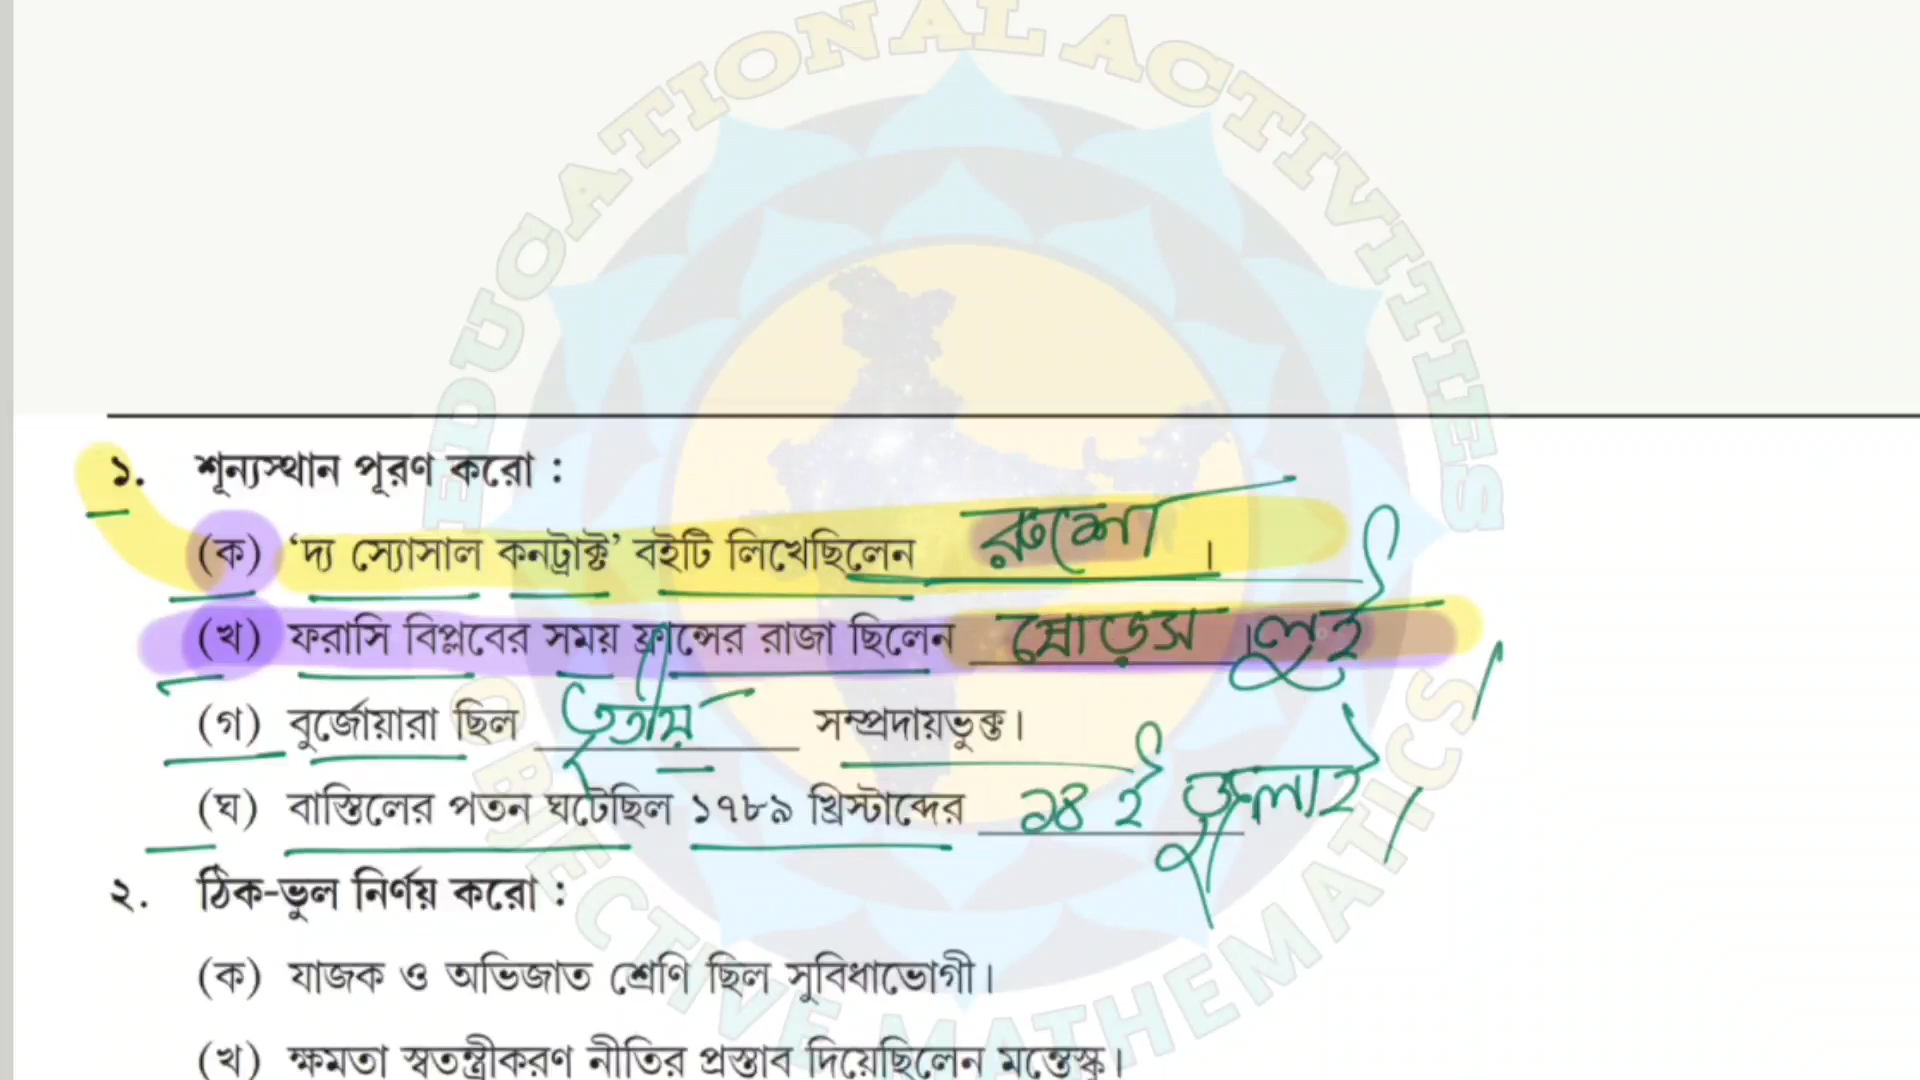 EDUCATIONAL ACTIVITIES
১. শূন্যস্থান পূরণ করো :
(ক) ‘দ্য স্যোসাল কনট্রাক্ট’ বইটি লিখেছিলেন রুশো ।
(খ) ফরাসি বিপ্লবের সময় ফ্রান্সের রাজা ছিলেন ষোড়স লুই ।
(গ) বুর্জোয়ারা ছিল তৃতীয় সম্প্রদায়ভুক্ত।
(ঘ) বাস্তিলের পতন ঘটেছিল ১৭৮৯ খ্রিস্টাব্দের ১৪ ই জুলাই ।
২. ঠিক-ভুল নির্ণয় করো :
(ক) যাজক ও অভিজাত শ্রেণি ছিল সুবিধাভোগী।
(খ) ক্ষমতা স্বতন্ত্রীকরণ নীতির প্রস্তাব দিয়েছিলেন মন্তেস্কু।
OBJECTIVE MATHEMATICS